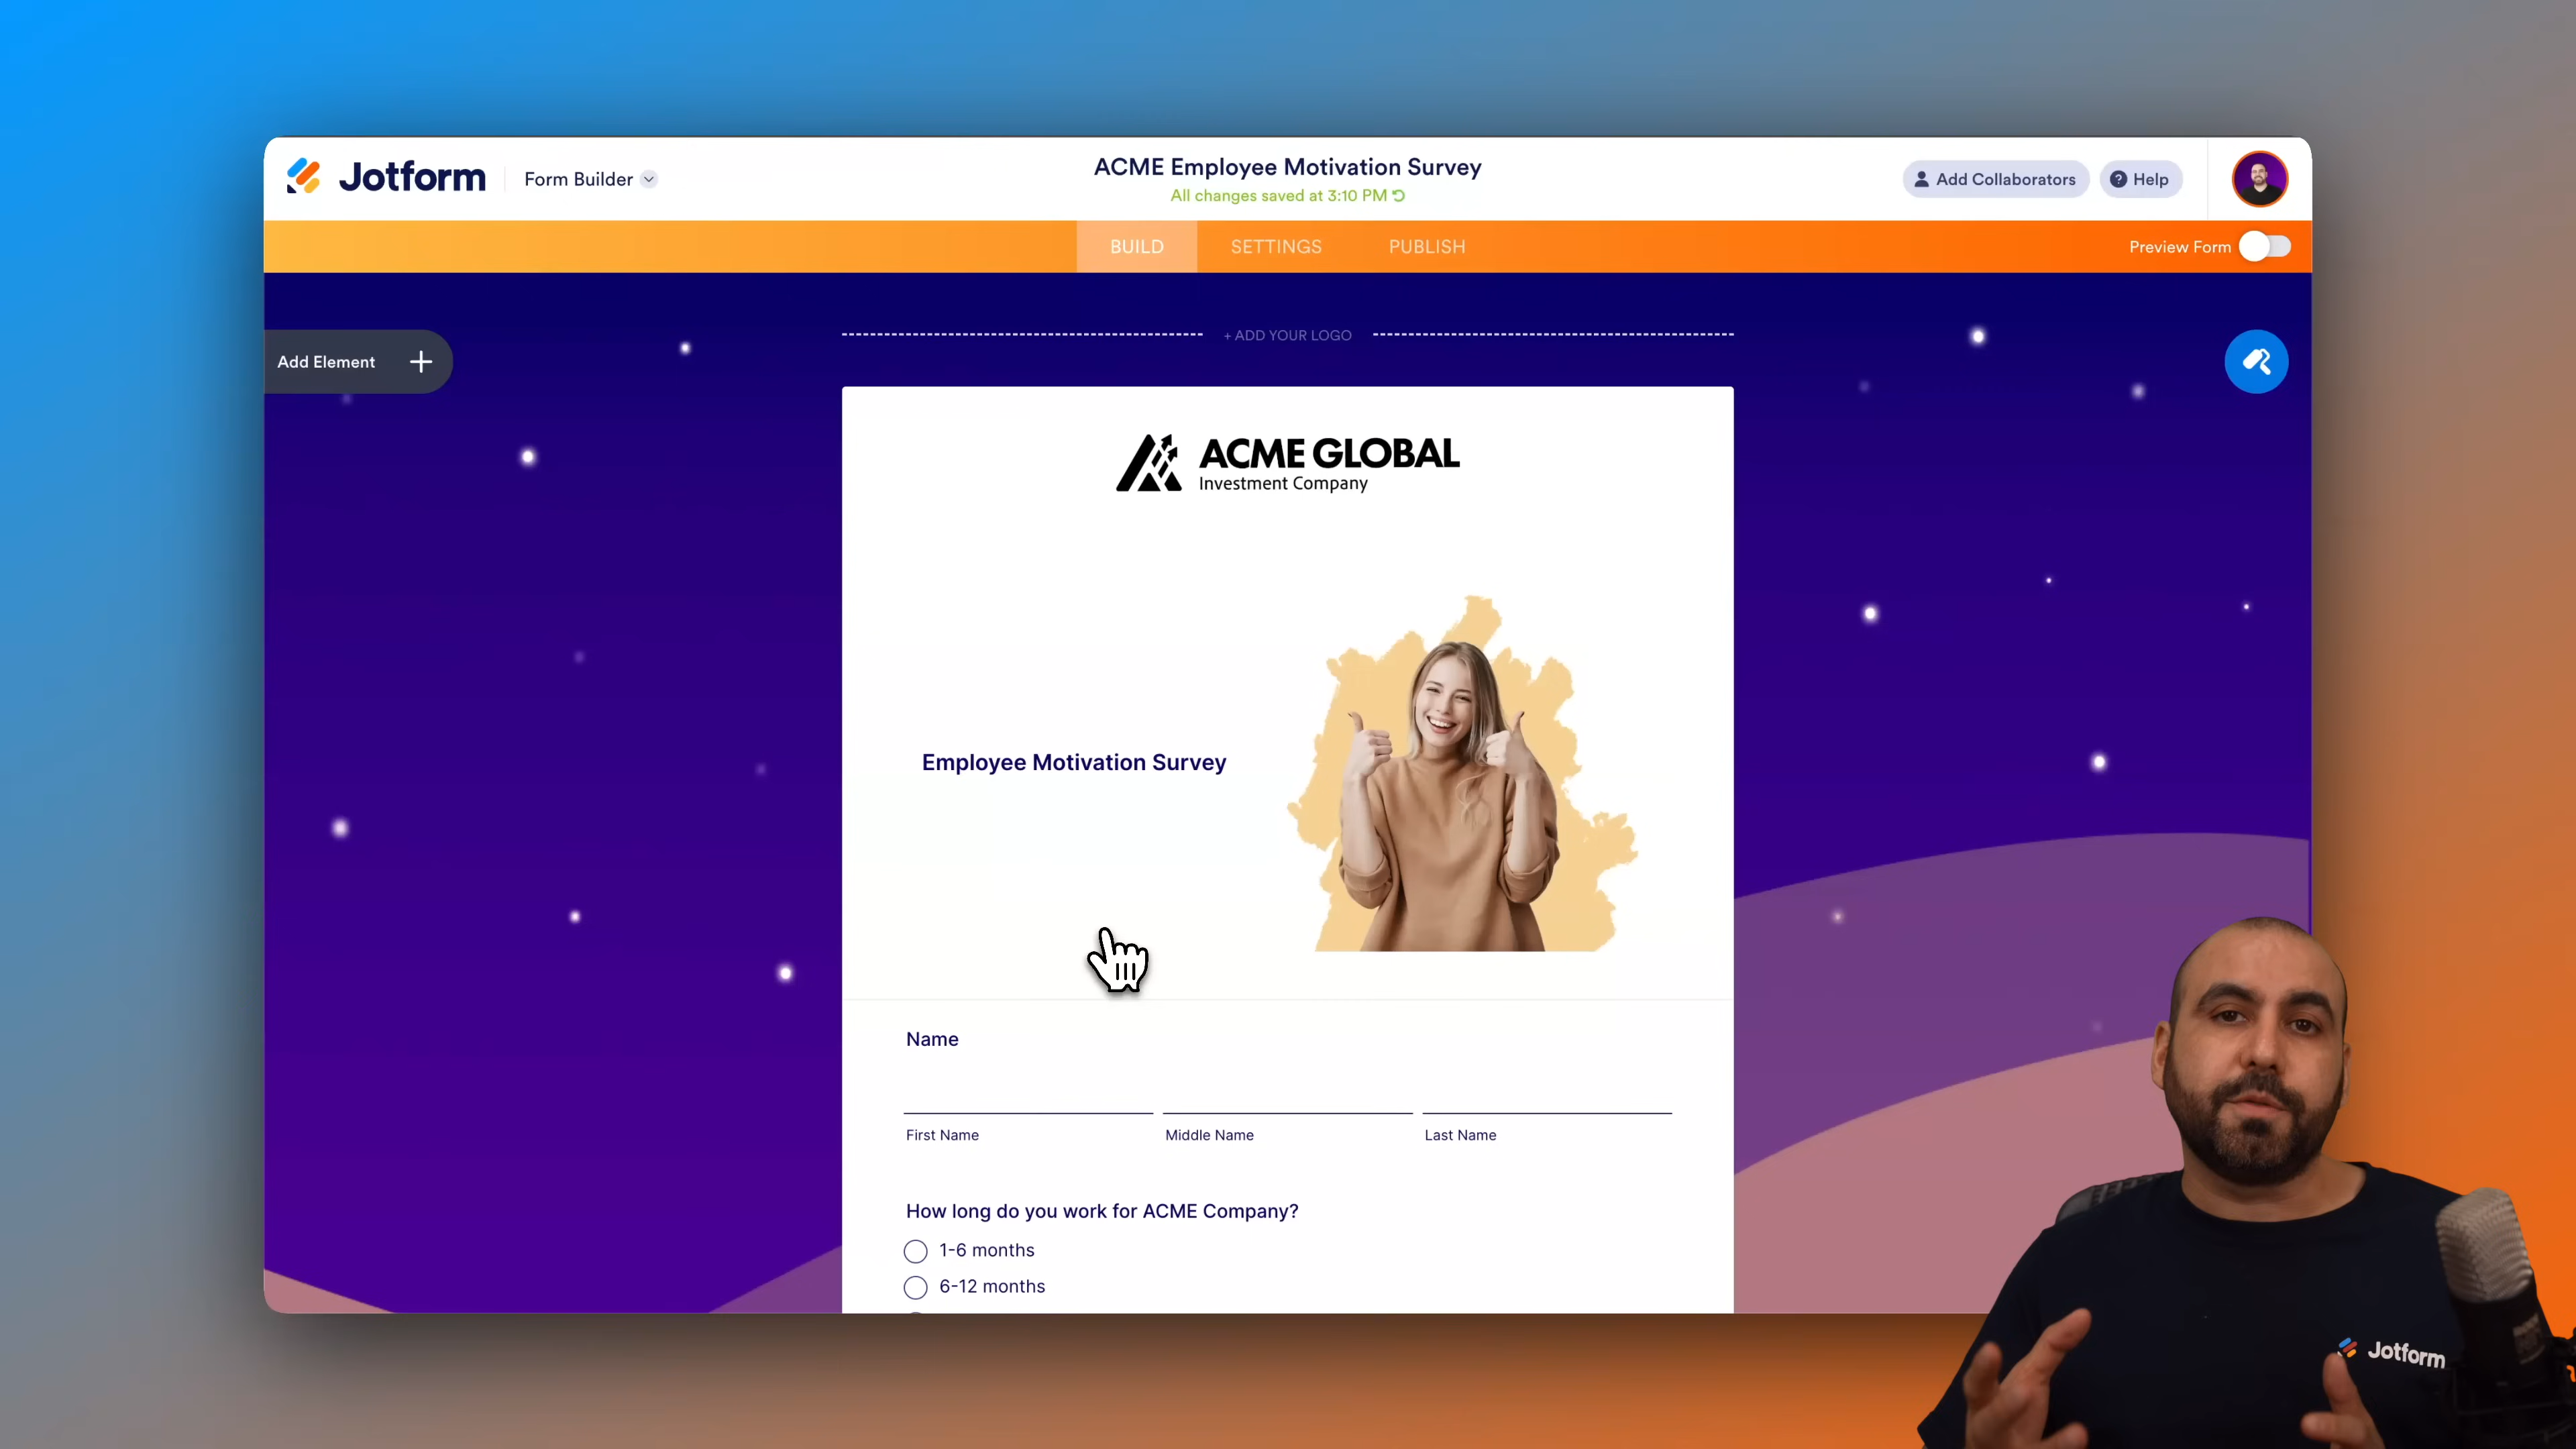 Jotform
Form Builder
ACME Employee Motivation Survey
All changes saved at 3:10 PM
Add Collaborators
Help
BUILD
SETTINGS
PUBLISH
Preview Form
Add Element
+ ADD YOUR LOGO
ACME GLOBAL
Investment Company
Employee Motivation Survey
Name
First Name
Middle Name
Last Name
How long do you work for ACME Company?
1-6 months
6-12 months
Jotform